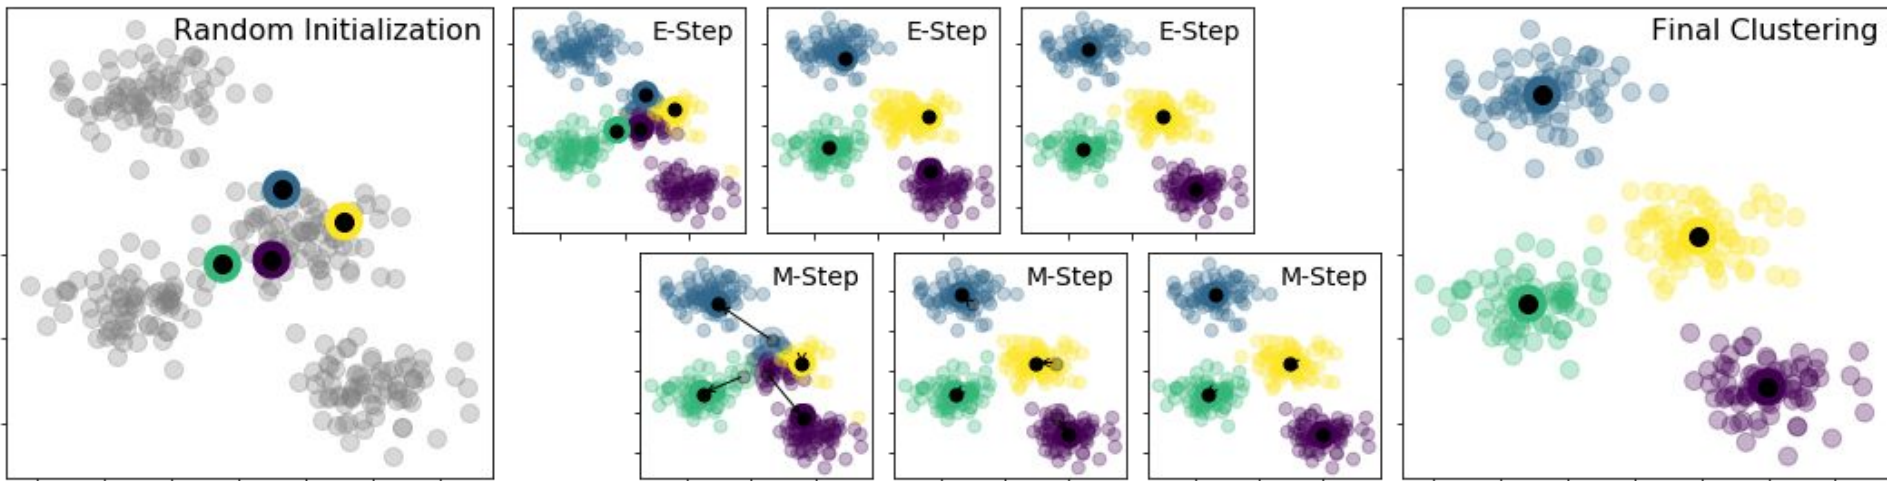 Random Initialization
E-Step
E-Step
E-Step
M-Step
M-Step
M-Step
Final Clustering